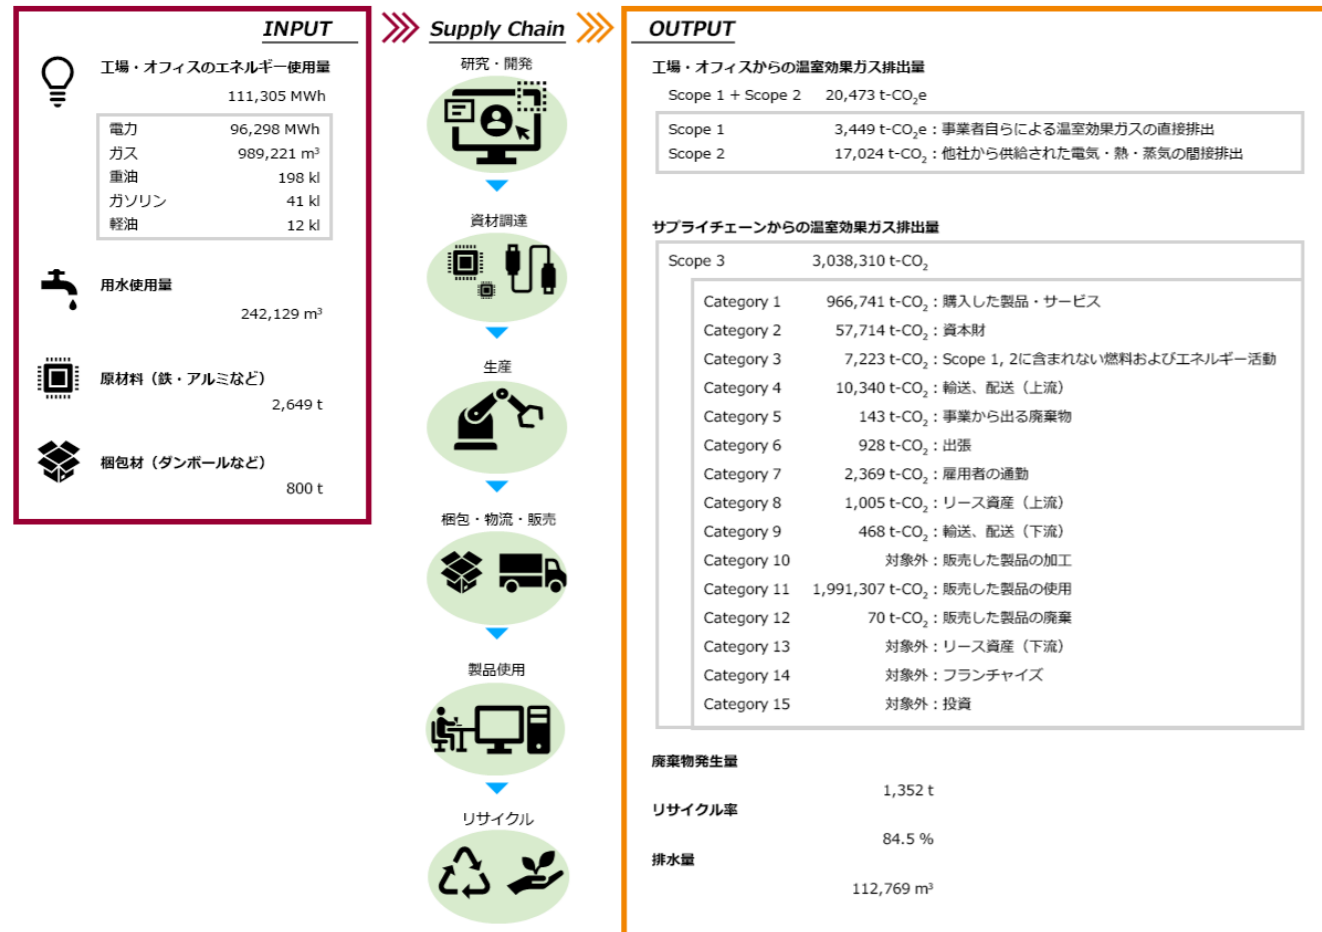 INPUT
工場・オフィスのエネルギー使用量
111,305 MWh
電力 96,298 MWh
ガス 989,221 m³
重油 198 kl
ガソリン 41 kl
軽油 12 kl
用水使用量
242,129 m³
原材料（鉄・アルミなど）
2,649 t
梱包材（ダンボールなど）
800 t
Supply Chain
研究・開発
資材調達
生産
梱包・物流・販売
製品使用
リサイクル
OUTPUT
工場・オフィスからの温室効果ガス排出量
Scope 1 + Scope 2 20,473 t-CO₂e
Scope 1 3,449 t-CO₂e：事業者自らによる温室効果ガスの直接排出
Scope 2 17,024 t-CO₂：他社から供給された電気・熱・蒸気の間接排出
サプライチェーンからの温室効果ガス排出量
Scope 3 3,038,310 t-CO₂
Category 1 966,741 t-CO₂：購入した製品・サービス
Category 2 57,714 t-CO₂：資本財
Category 3 7,223 t-CO₂：Scope 1, 2に含まれない燃料およびエネルギー活動
Category 4 10,340 t-CO₂：輸送、配送（上流）
Category 5 143 t-CO₂：事業から出る廃棄物
Category 6 928 t-CO₂：出張
Category 7 2,369 t-CO₂：雇用者の通勤
Category 8 1,005 t-CO₂：リース資産（上流）
Category 9 468 t-CO₂：輸送、配送（下流）
Category 10 対象外：販売した製品の加工
Category 11 1,991,307 t-CO₂：販売した製品の使用
Category 12 70 t-CO₂：販売した製品の廃棄
Category 13 対象外：リース資産（下流）
Category 14 対象外：フランチャイズ
Category 15 対象外：投資
廃棄物発生量
1,352 t
リサイクル率
84.5 %
排水量
112,769 m³